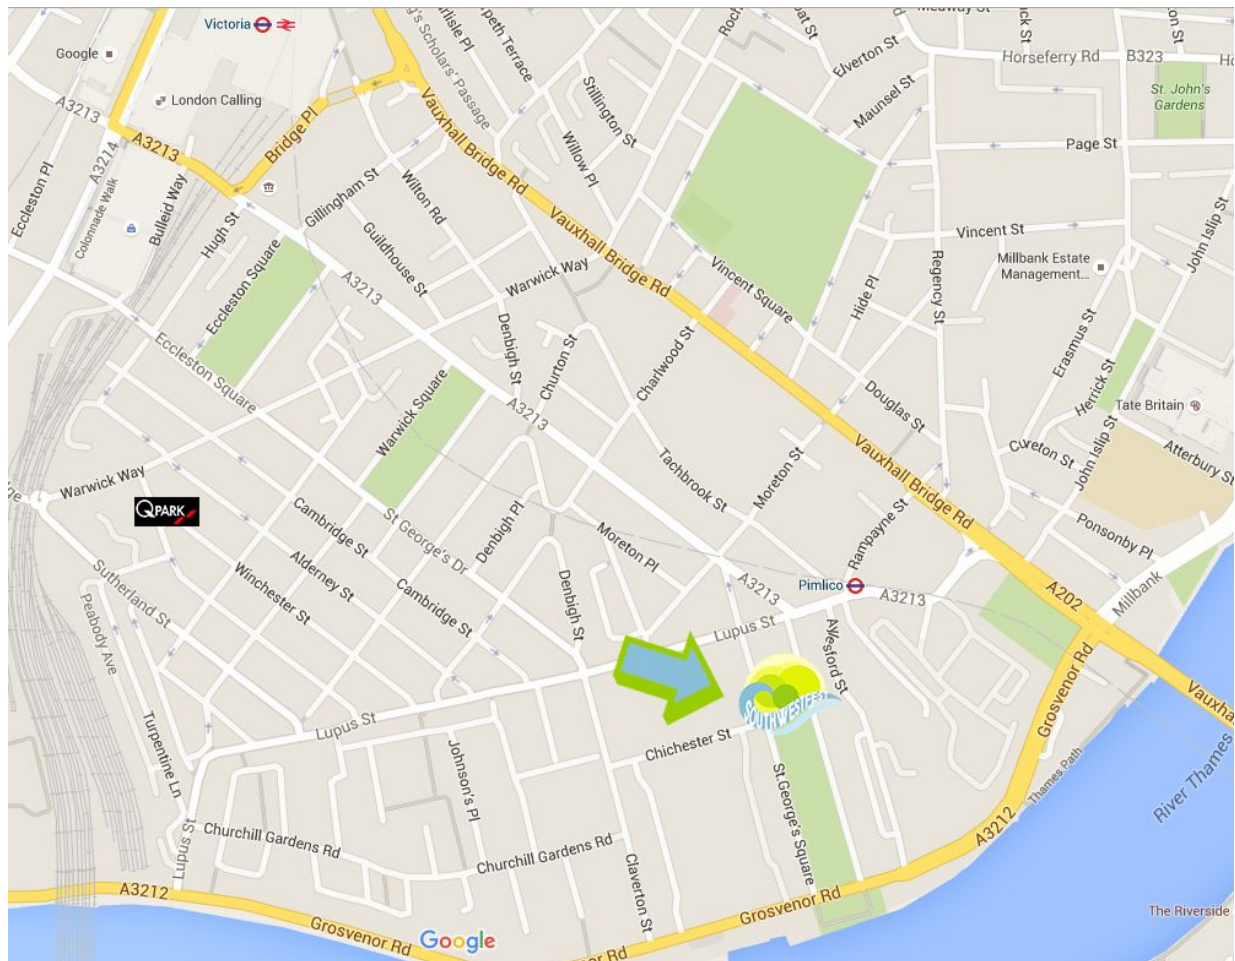 Victoria
Google
London Calling
A3213
A3213
A3214
Bridge Pl
Eccleston Pl
Colonnade Walk
Bulleid Way
Hugh St
Gillingham St
Wilton Rd
Guildhouse St
King's Scholars' Passage
Carlisle Pl
Willow Pl
Stillington St
Vauxhall Bridge Rd
Vauxhall Bridge Rd
Elverton St
Maunsel St
Horseferry Rd
B323
St. John's
Gardens
Page St
Vincent St
Vincent Square
Hide Pl
Regency St
Millbank Estate
Management...
John Islip St
Erasmus St
Herrick St
Tate Britain
Atterbury St
John Islip St
Cureton St
Ponsonby Pl
Douglas St
Vauxhall Bridge Rd
Eccleston Square
Eccleston Square
A3213
Warwick Way
Denbigh St
Churton St
Charlwood St
A3213
Warwick Square
Tachbrook St
Moreton St
Rampayne St
Warwick Way
QPARK
Cambridge St
St George's Dr
Denbigh Pl
Moreton Pl
Alderney St
Winchester St
Cambridge St
Denbigh St
Sutherland St
Peabody Ave
A3213
Pimlico
A3213
A202
Millbank
Lupus St
Aylesford St
SOUTHWESTFEST
Grosvenor Rd
Thames Path
River Thames
Lupus St
Chichester St
Turpentine Ln
Johnson's Pl
St.George's Square
A3212
Churchill Gardens Rd
Churchill Gardens Rd
Lupus St
Claverton St
A3212
Grosvenor Rd
Google
Grosvenor Rd
The Riverside